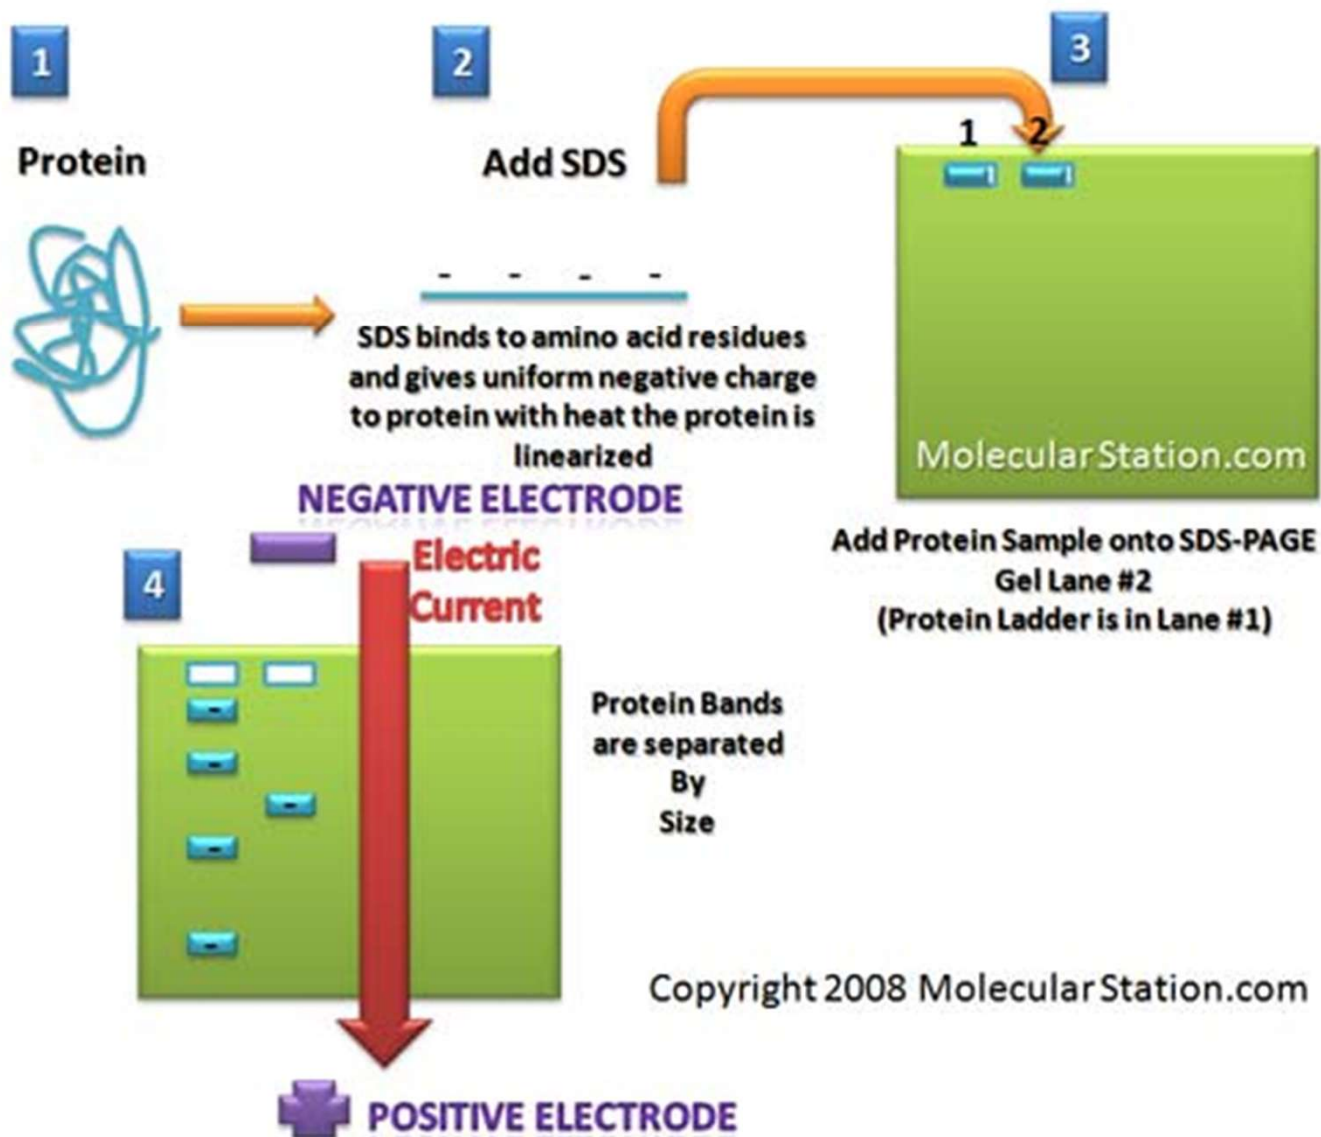 1
Protein
2
Add SDS
- - - -
SDS binds to amino acid residues
and gives uniform negative charge
to protein with heat the protein is
linearized
3
1 2
1 1
MolecularStation.com
Add Protein Sample onto SDS-PAGE
Gel Lane #2
(Protein Ladder is in Lane #1)
4
NEGATIVE ELECTRODE
Electric
Current
-
-
-
-
-
Protein Bands
are separated
By
Size
POSITIVE ELECTRODE
Copyright 2008 MolecularStation.com